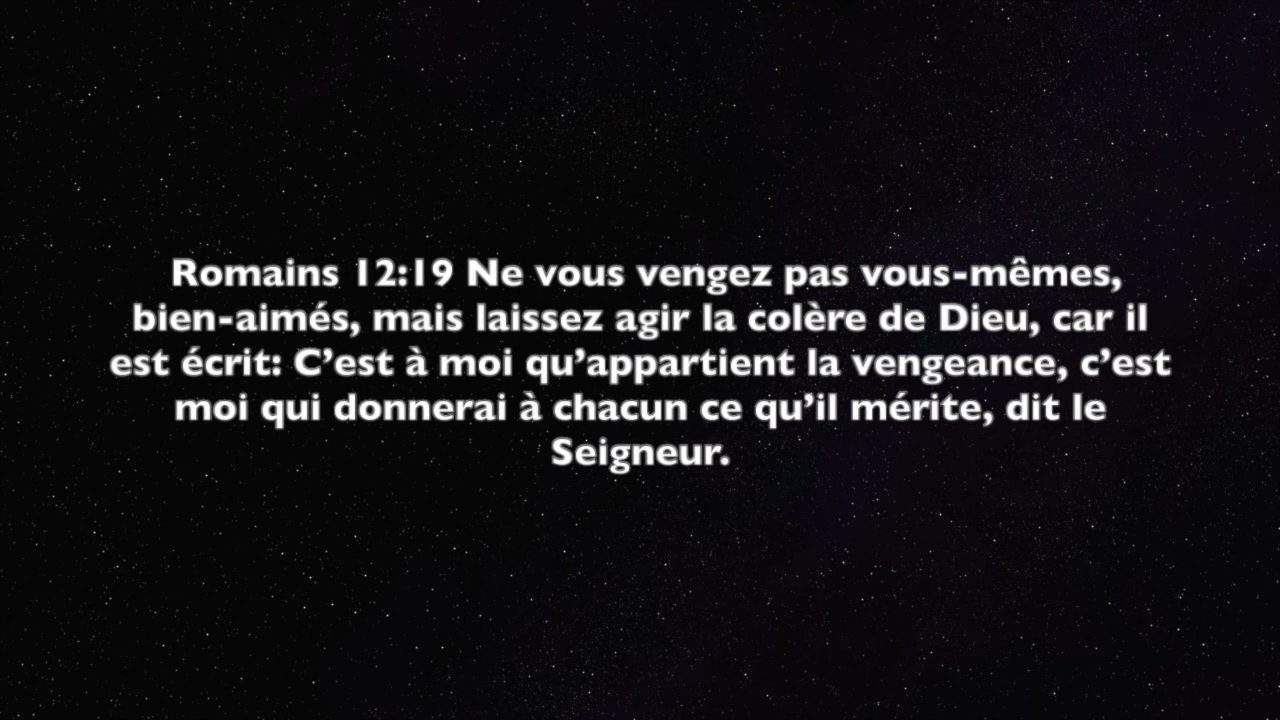 Romains 12:19 Ne vous vengez pas vous-mêmes,
bien-aimés, mais laissez agir la colère de Dieu, car il
est écrit: C’est à moi qu’appartient la vengeance, c’est
moi qui donnerai à chacun ce qu’il mérite, dit le
Seigneur.